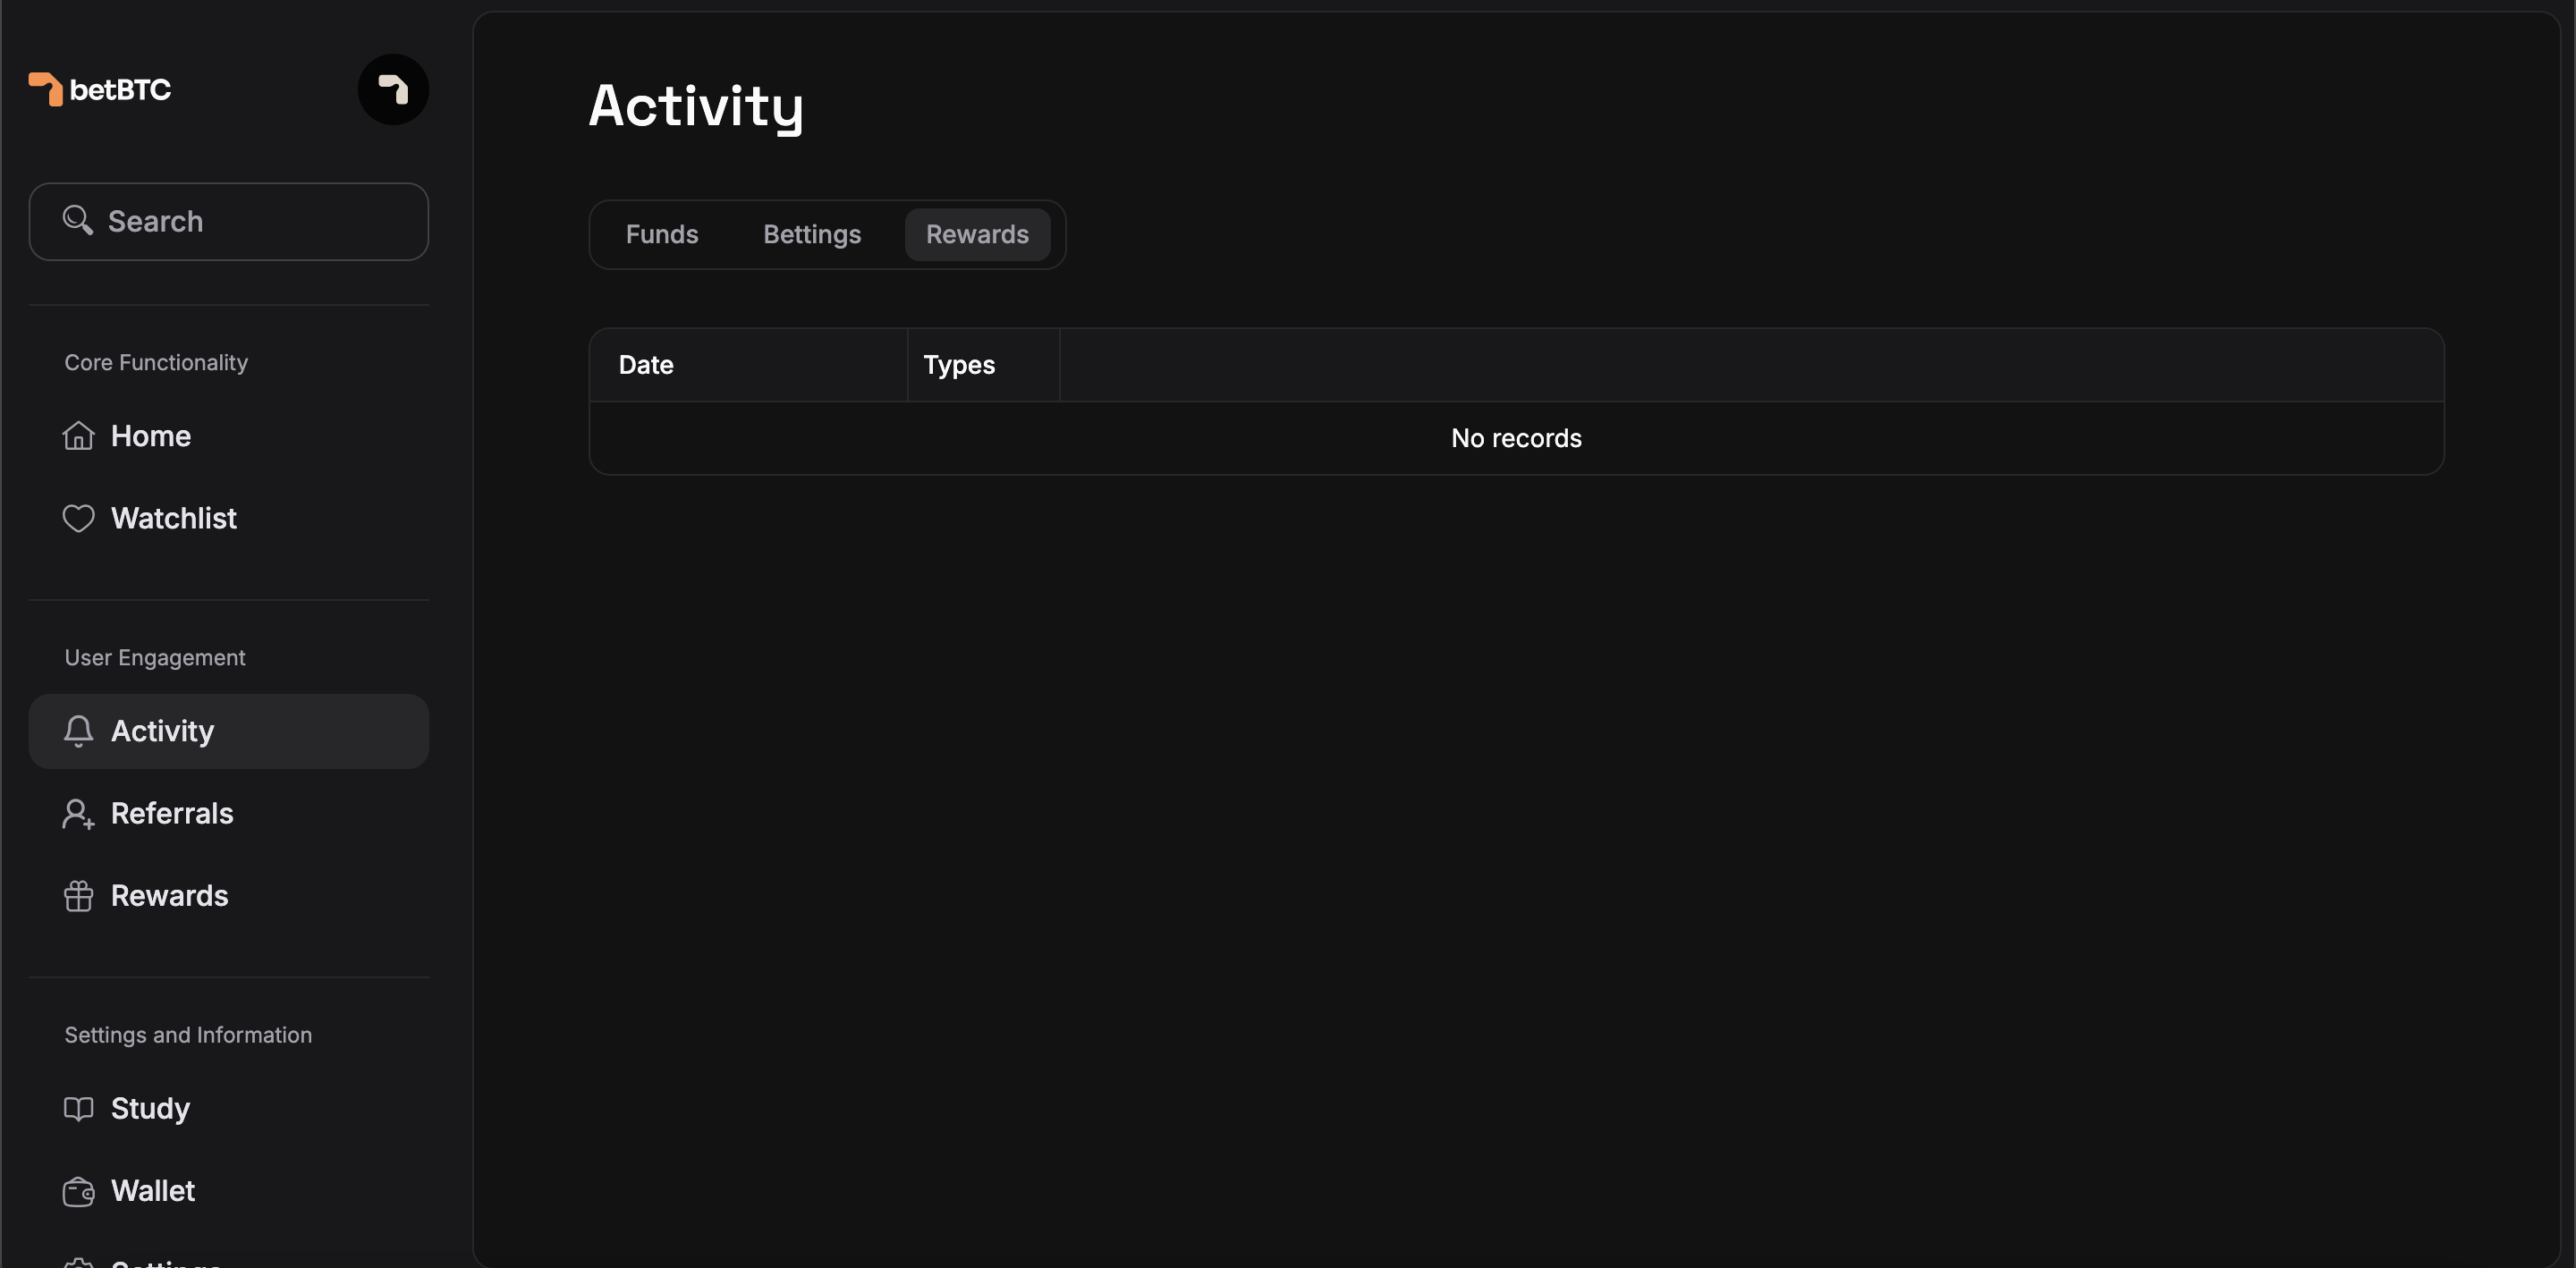 betBTC
Search
Core Functionality
Home
Watchlist
User Engagement
Activity
Referrals
Rewards
Settings and Information
Study
Wallet
Settings
Activity
Funds Bettings Rewards
Date Types
No records